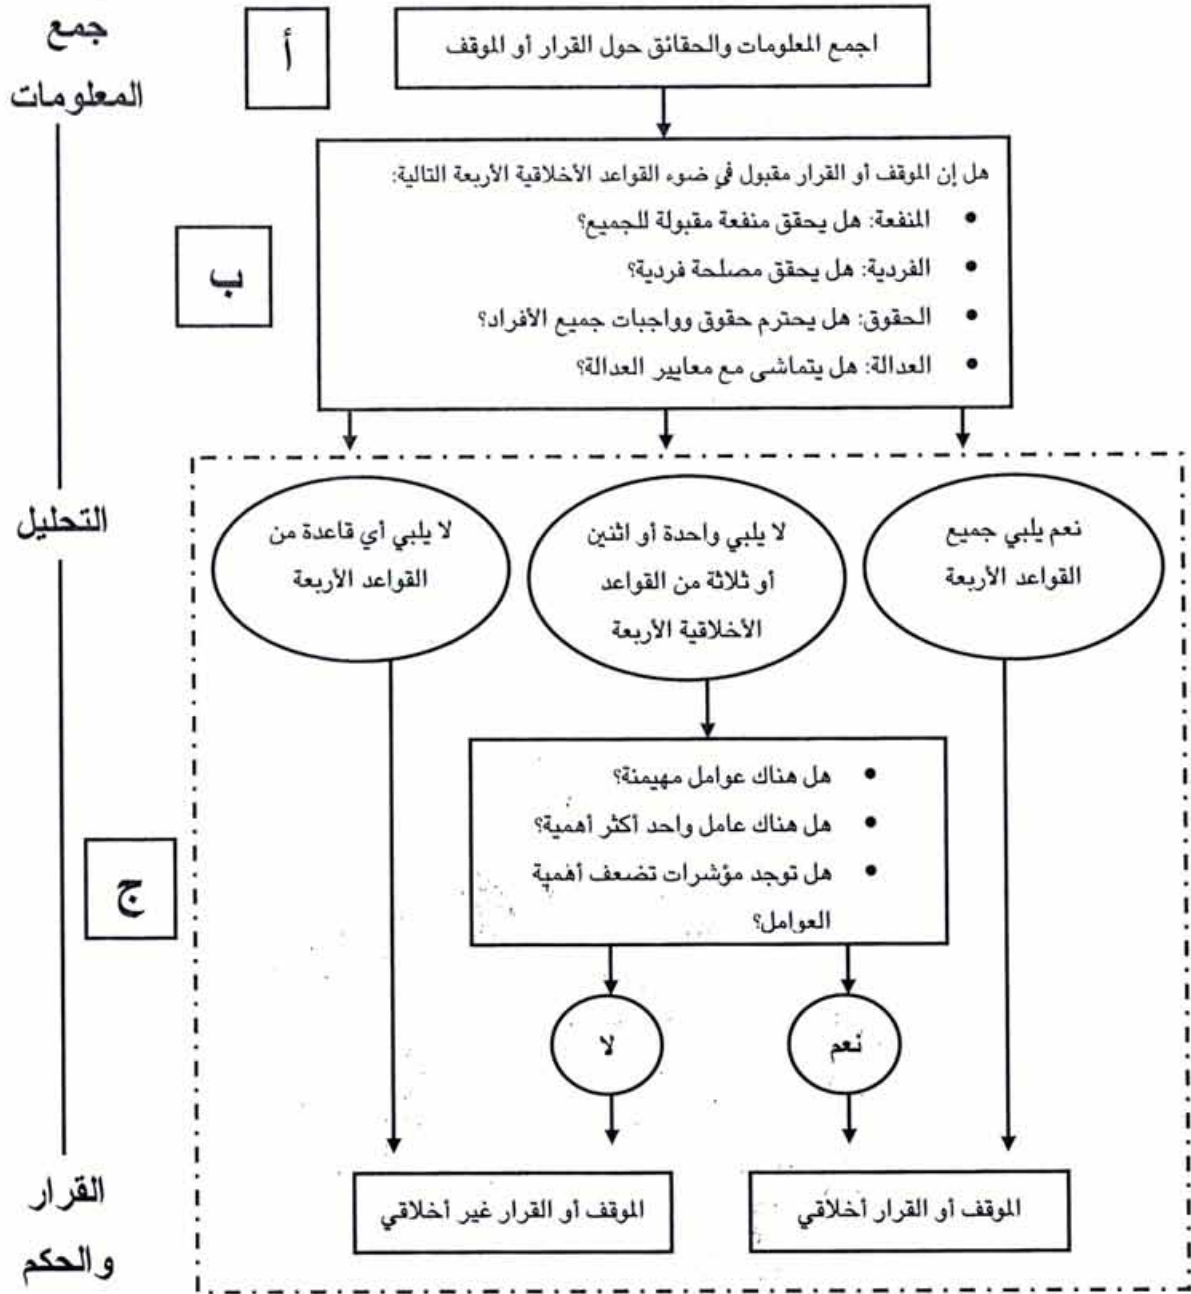 جمع
المعلومات
أ
اجمع المعلومات والحقائق حول القرار أو الموقف
هل إن الموقف أو القرار مقبول في ضوء القواعد الأخلاقية الأربعة التالية:
ب
• المنفعة: هل يحقق منفعة مقبولة للجميع؟
• الفردية: هل يحقق مصلحة فردية؟
• الحقوق: هل يحترم حقوق وواجبات جميع الأفراد؟
• العدالة: هل يتماشى مع معايير العدالة؟
التحليل
نعم يلبي جميع
القواعد الأربعة
لا يلبي واحدة أو اثنين
أو ثلاثة من القواعد
الأخلاقية الأربعة
لا يلبي أي قاعدة من
القواعد الأربعة
ج
• هل هناك عوامل مهيمنة؟
• هل هناك عامل واحد أكثر أهمية؟
• هل توجد مؤشرات تضعف أهمية
العوامل؟
نعم
لا
القرار
والحكم
الموقف أو القرار أخلاقي
الموقف أو القرار غير أخلاقي